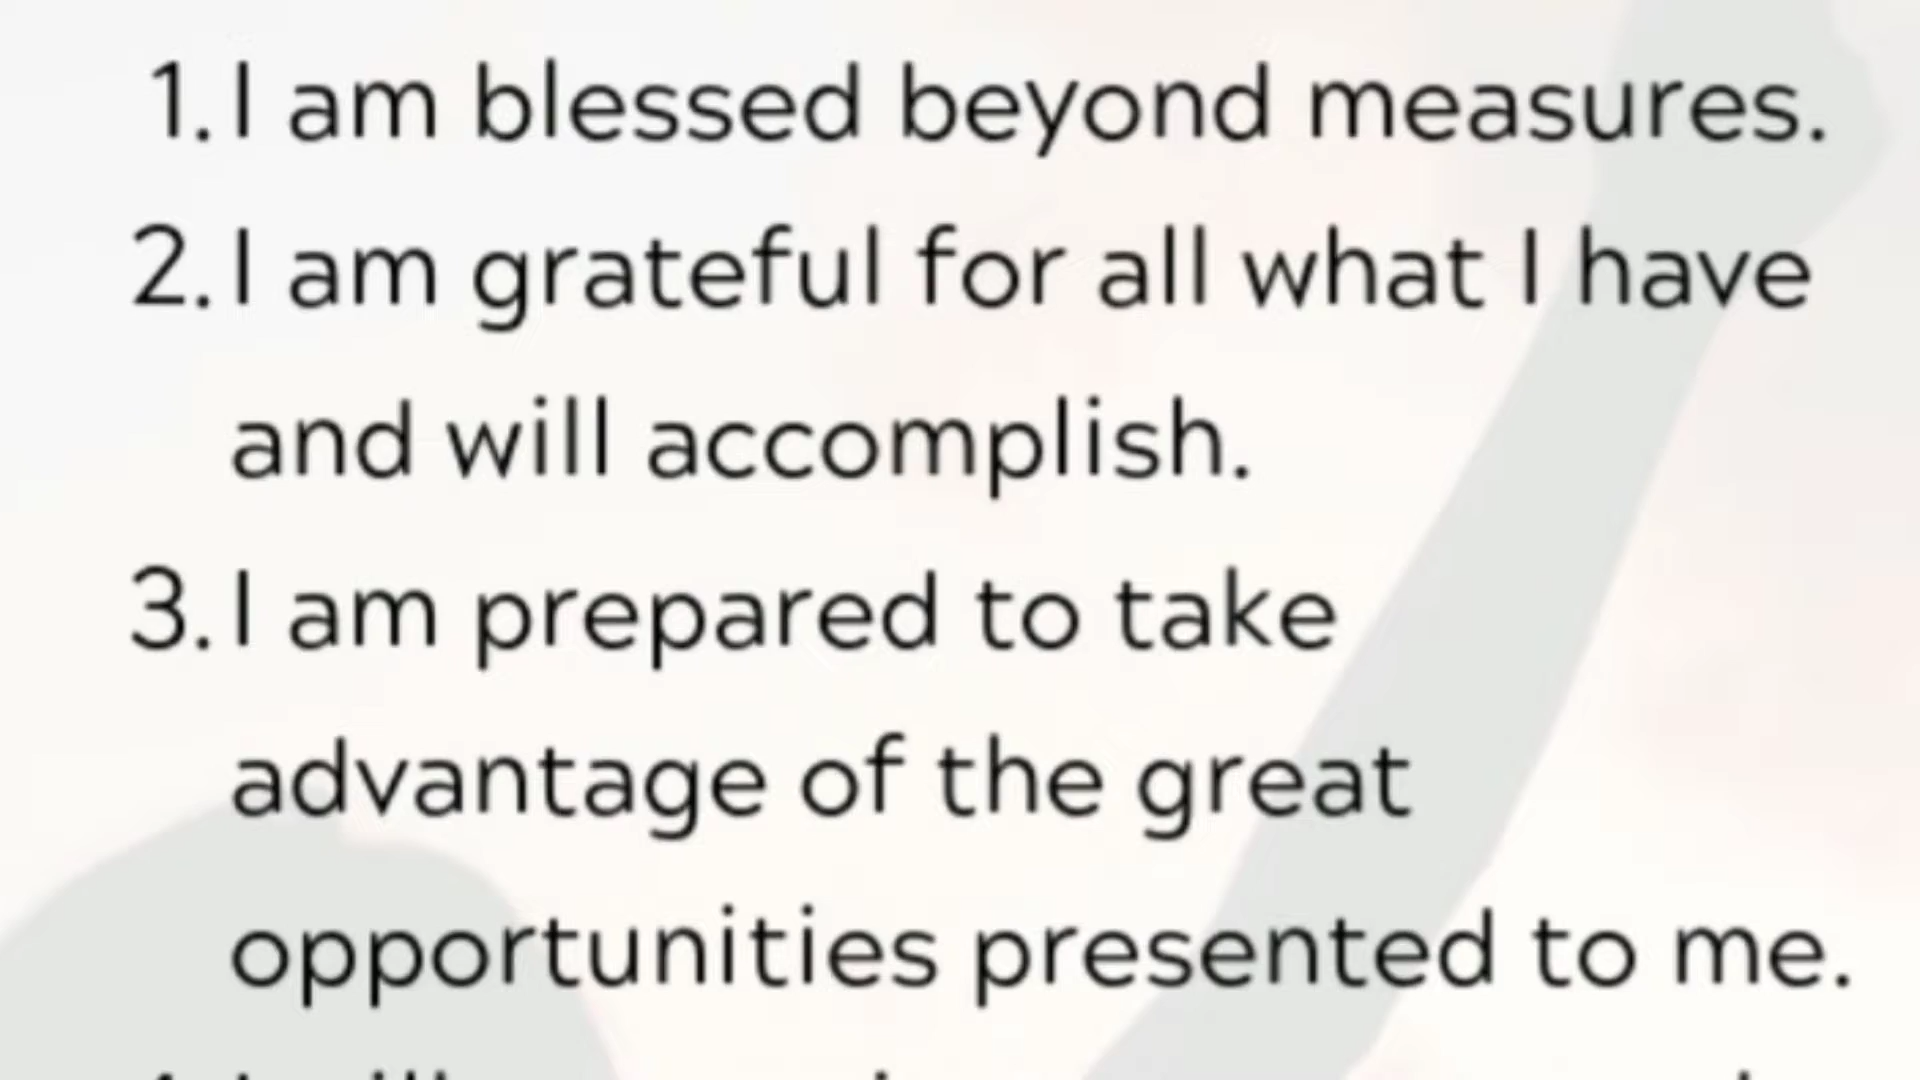 1. I am blessed beyond measures.
2. I am grateful for all what I have
and will accomplish.
3. I am prepared to take
advantage of the great
opportunities presented to me.